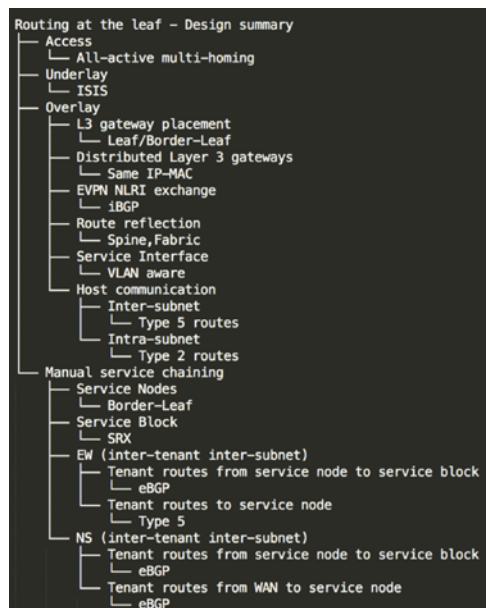 Routing at the leaf – Design summary
├── Access
│   └── All-active multi-homing
├── Underlay
│   └── ISIS
├── Overlay
│   ├── L3 gateway placement
│   │   └── Leaf/Border-Leaf
│   ├── Distributed Layer 3 gateways
│   │   └── Same IP-MAC
│   ├── EVPN NLRI exchange
│   │   └── iBGP
│   ├── Route reflection
│   │   └── Spine,Fabric
│   ├── Service Interface
│   │   └── VLAN aware
│   └── Host communication
│       ├── Inter-subnet
│       │   └── Type 5 routes
│       └── Intra-subnet
│           └── Type 2 routes
└── Manual service chaining
    ├── Service Nodes
    │   └── Border-Leaf
    ├── Service Block
    │   └── SRX
    ├── EW (inter-tenant inter-subnet)
    │   ├── Tenant routes from service node to service block
    │   │   └── eBGP
    │   └── Tenant routes to service node
    │       └── Type 5
    └── NS (inter-tenant inter-subnet)
        ├── Tenant routes from service node to service block
        │   └── eBGP
        └── Tenant routes from WAN to service node
            └── eBGP